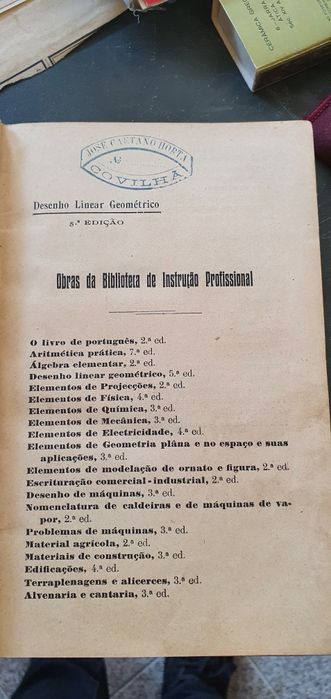 CERÂMICA GREG
JOSÉ CAETANO HORTA
COVILHÃ
Desenho Linear Geométrico
5.ª EDIÇÃO
Obras da Biblioteca de Instrução Profissional
O livro de português, 2.ª ed.
Aritmética prática, 7.ª ed.
Álgebra elementar, 2.ª ed.
Desenho linear geométrico, 5.ª ed.
Elementos de Projecções, 2.ª ed.
Elementos de Física, 4.ª ed.
Elementos de Química, 3.ª ed.
Elementos de Mecânica, 3.ª ed.
Elementos de Electricidade, 4.ª ed.
Elementos de Geometria plána e no espaço e suas
aplicações, 3.ª ed.
Elementos de modelação de ornato e figura, 2.ª ed.
Escrituração comercial-industrial, 2.ª ed.
Desenho de máquinas, 3.ª ed.
Nomenclatura de caldeiras e de máquinas de va-
por, 2.ª ed.
Problemas de máquinas, 3.ª ed.
Material agrícola, 2.ª ed.
Materiais de construção, 3.ª ed.
Edificações, 4.ª ed.
Terraplenagens e alicerces, 3.ª ed.
Alvenaria e cantaria, 3.ª ed.